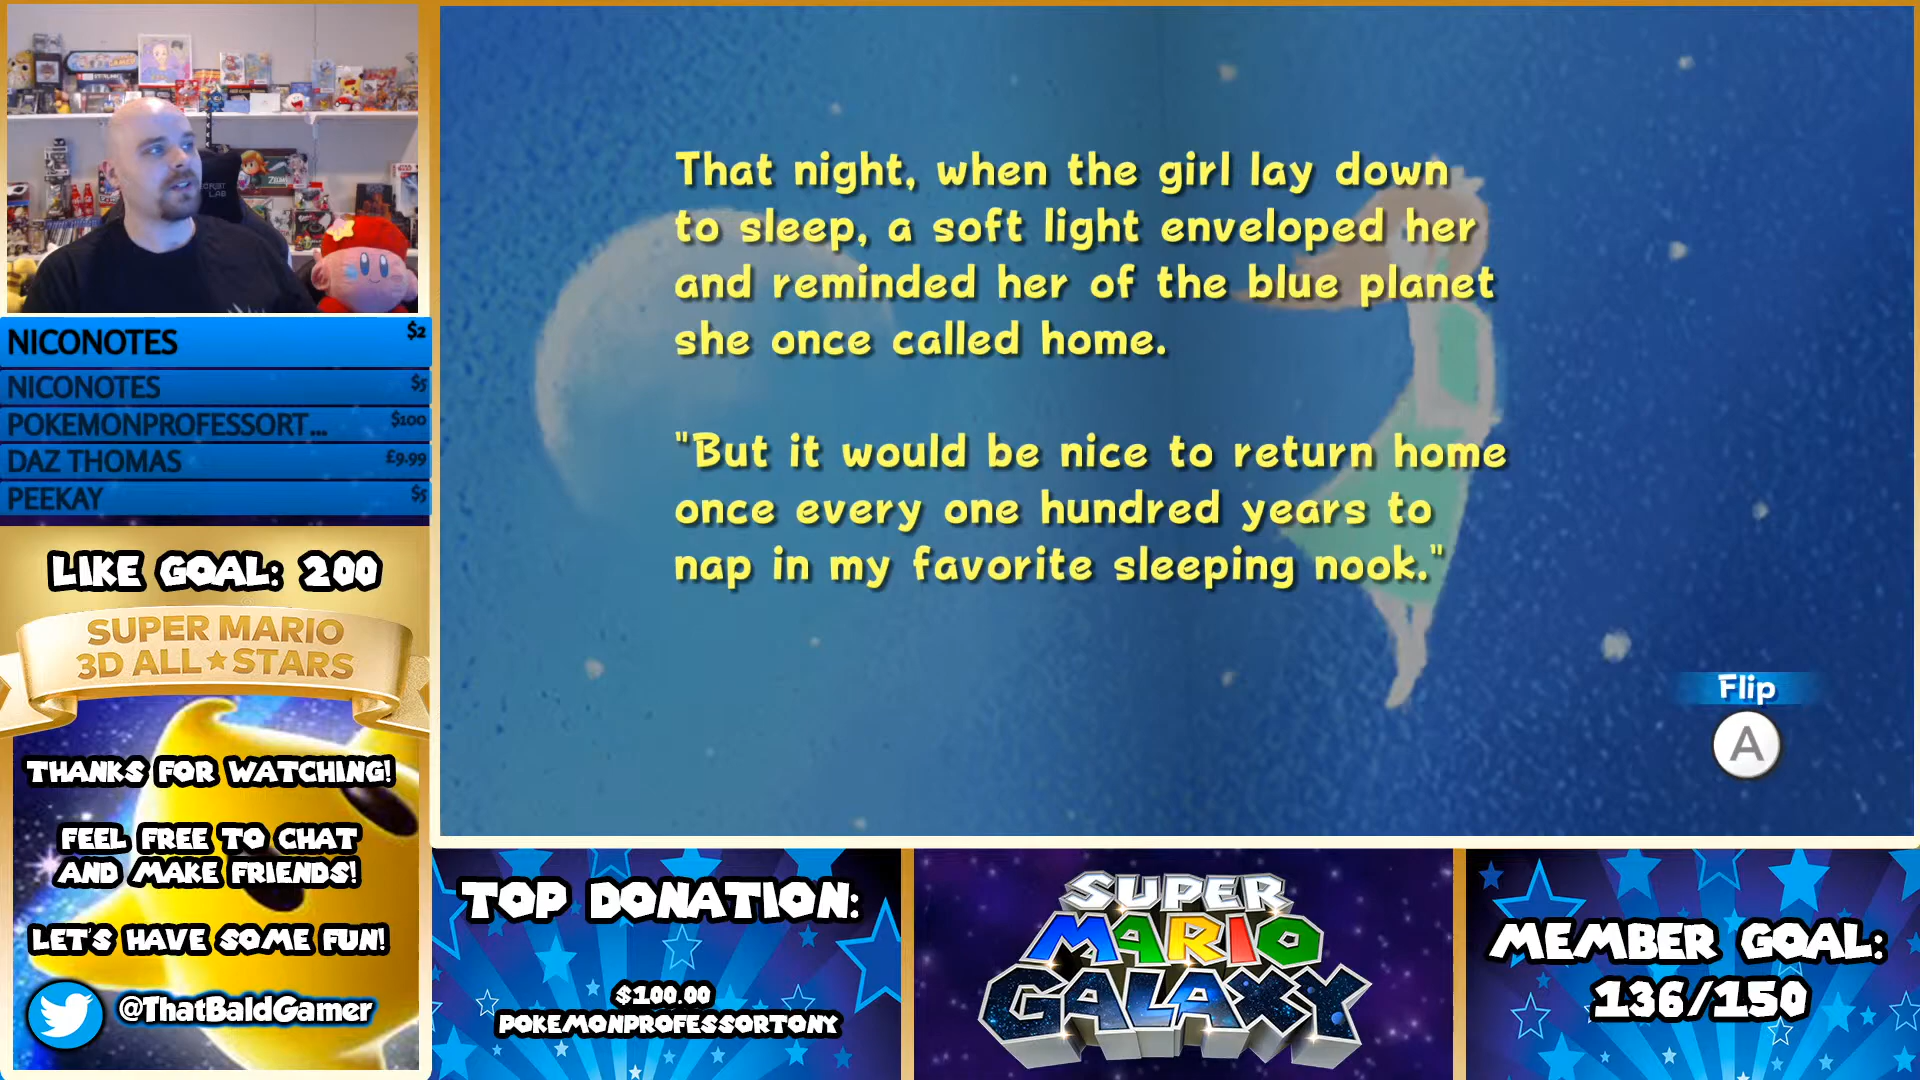 That night, when the girl lay down
to sleep, a soft light enveloped her
and reminded her of the blue planet
she once called home.
"But it would be nice to return home
once every one hundred years to
nap in my favorite sleeping nook."
Flip
A
NICONOTES $2
NICONOTES $5
POKEMONPROFESSORT... $100
DAZ THOMAS £9.99
PEEKAY $5
LIKE GOAL: 200
SUPER MARIO
3D ALL★STARS
THANKS FOR WATCHING!
FEEL FREE TO CHAT
AND MAKE FRIENDS!
LET'S HAVE SOME FUN!
@ThatBaldGamer
TOP DONATION:
$100.00
POKEMONPROFESSORTONY
SUPER
MARIO
GALAXY
MEMBER GOAL:
136/150